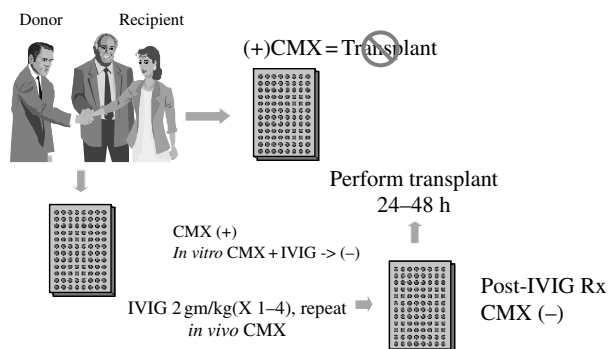 Donor
Recipient
(+)CMX = Transplant
Perform transplant
24–48 h
CMX (+)
In vitro CMX + IVIG -> (–)
IVIG 2 gm/kg(X 1–4), repeat
in vivo CMX
Post-IVIG Rx
CMX (–)